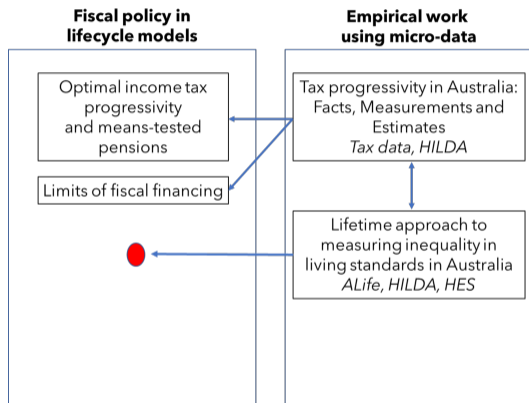 Fiscal policy in
lifecycle models
Empirical work
using micro-data
Optimal income tax
progressivity
and means-tested
pensions
Limits of fiscal financing
Tax progressivity in Australia:
Facts, Measurements and
Estimates
Tax data, HILDA
Lifetime approach to
measuring inequality in
living standards in Australia
ALife, HILDA, HES